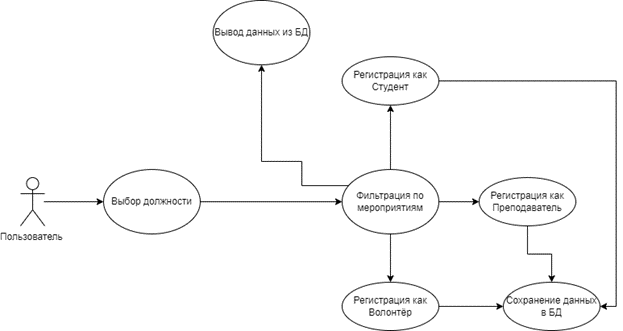 Вывод данных из БД
Регистрация как
Студент
Пользователь
Выбор должности
Фильтрация по
мероприятиям
Регистрация как
Преподаватель
Регистрация как
Волонтёр
Сохранение данных
в БД